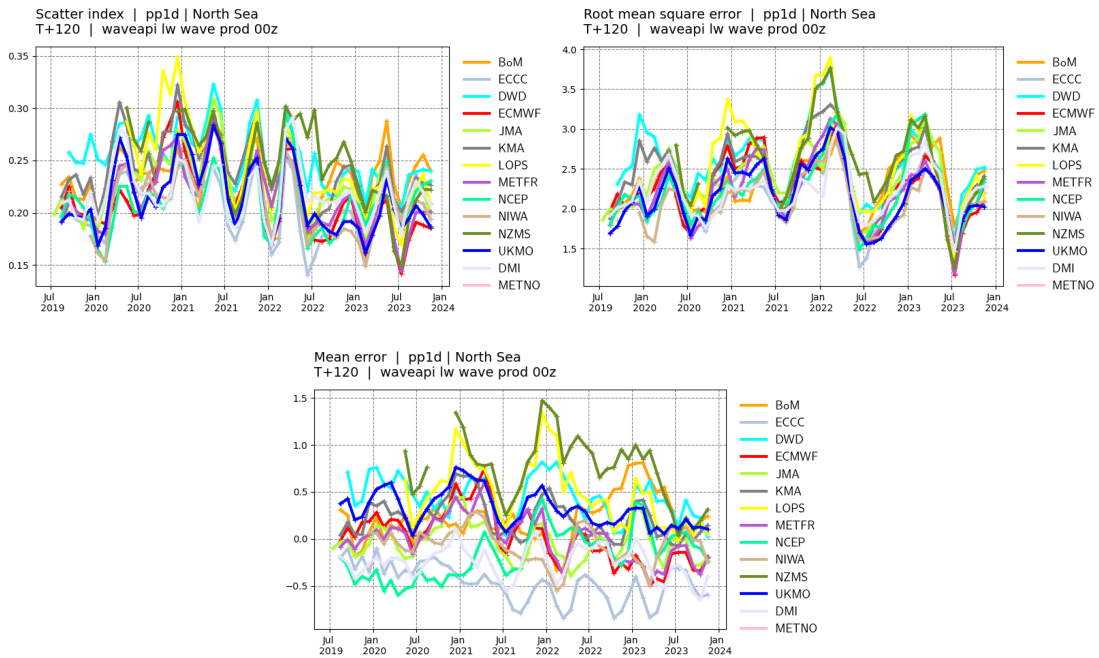 Scatter index | pp1d | North Sea
T+120 | waveapi lw wave prod 00z
0.35
0.30
0.25
0.20
0.15
Jul 2019
Jan 2020
Jul 2020
Jan 2021
Jul 2021
Jan 2022
Jul 2022
Jan 2023
Jul 2023
Jan 2024
BoM
ECCC
DWD
ECMWF
JMA
KMA
LOPS
METFR
NCEP
NIWA
NZMS
UKMO
DMI
METNO
Root mean square error | pp1d | North Sea
T+120 | waveapi lw wave prod 00z
4.0
3.5
3.0
2.5
2.0
1.5
Jul 2019
Jan 2020
Jul 2020
Jan 2021
Jul 2021
Jan 2022
Jul 2022
Jan 2023
Jul 2023
Jan 2024
BoM
ECCC
DWD
ECMWF
JMA
KMA
LOPS
METFR
NCEP
NIWA
NZMS
UKMO
DMI
METNO
Mean error | pp1d | North Sea
T+120 | waveapi lw wave prod 00z
1.5
1.0
0.5
0.0
−0.5
Jul 2019
Jan 2020
Jul 2020
Jan 2021
Jul 2021
Jan 2022
Jul 2022
Jan 2023
Jul 2023
Jan 2024
BoM
ECCC
DWD
ECMWF
JMA
KMA
LOPS
METFR
NCEP
NIWA
NZMS
UKMO
DMI
METNO